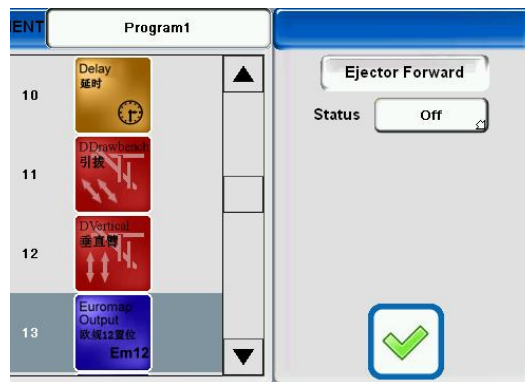 ENT
Program1
10
Delay
延时
11
DDrawbench
引拔
12
DVertical
垂直臂
13
Euromap
Output
欧规12置位
Em12
Ejector Forward
Status
Off